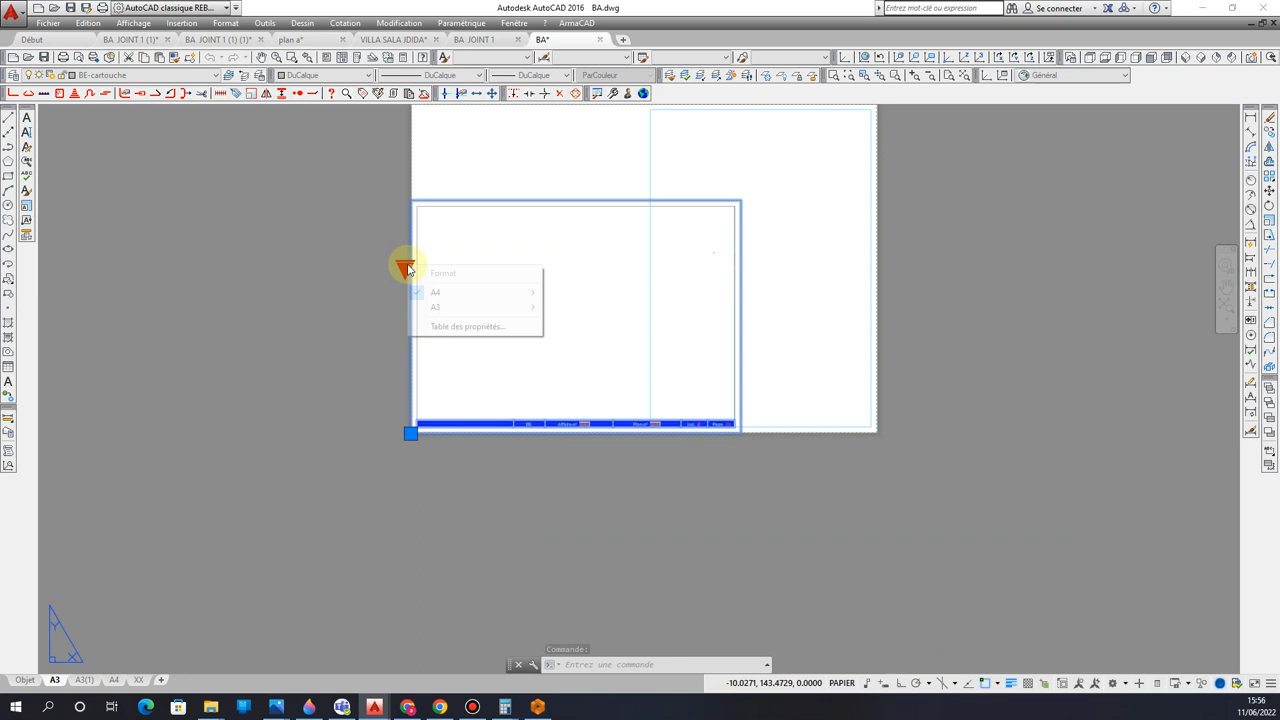 AutoCAD classique REB...
Autodesk AutoCAD 2016 BA.dwg
Entrez mot-clé ou expression
Se connecter
Fichier Edition Affichage Insertion Format Outils Dessin Cotation Modification Paramétrique Fenêtre ? ArmaCAD
Début BA JOINT 1 (1)* BA JOINT 1 (1) (1)* plan a* VILLA SALA JDIDA* BA JOINT 1 BA*
BE-cartouche DuCalque DuCalque DuCalque ParCouleur Général
Format
A4
A3
Table des propriétés...
Commande:
Entrez une commande
Y
X
Objet A3 A3(1) A4 XX
-10.0271, 143.4729, 0.0000 PAPIER
15:56
11/06/2022